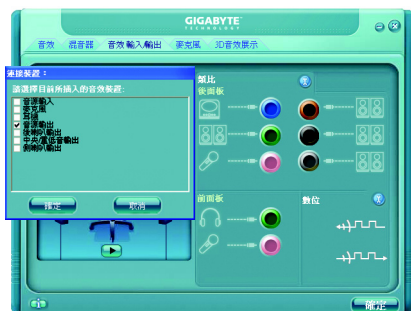 GIGABYTE
TECHNOLOGY
音效 混音器 音效 輸入/輸出 麥克風 3D音效展示
連接裝置:
請選擇目前所插入的音效裝置:
音源輸入
麥克風
耳機
音源輸出
後喇叭輸出
中央/重低音輸出
側喇叭輸出
確定 取消
類比
後面板
前面板
數位
確定